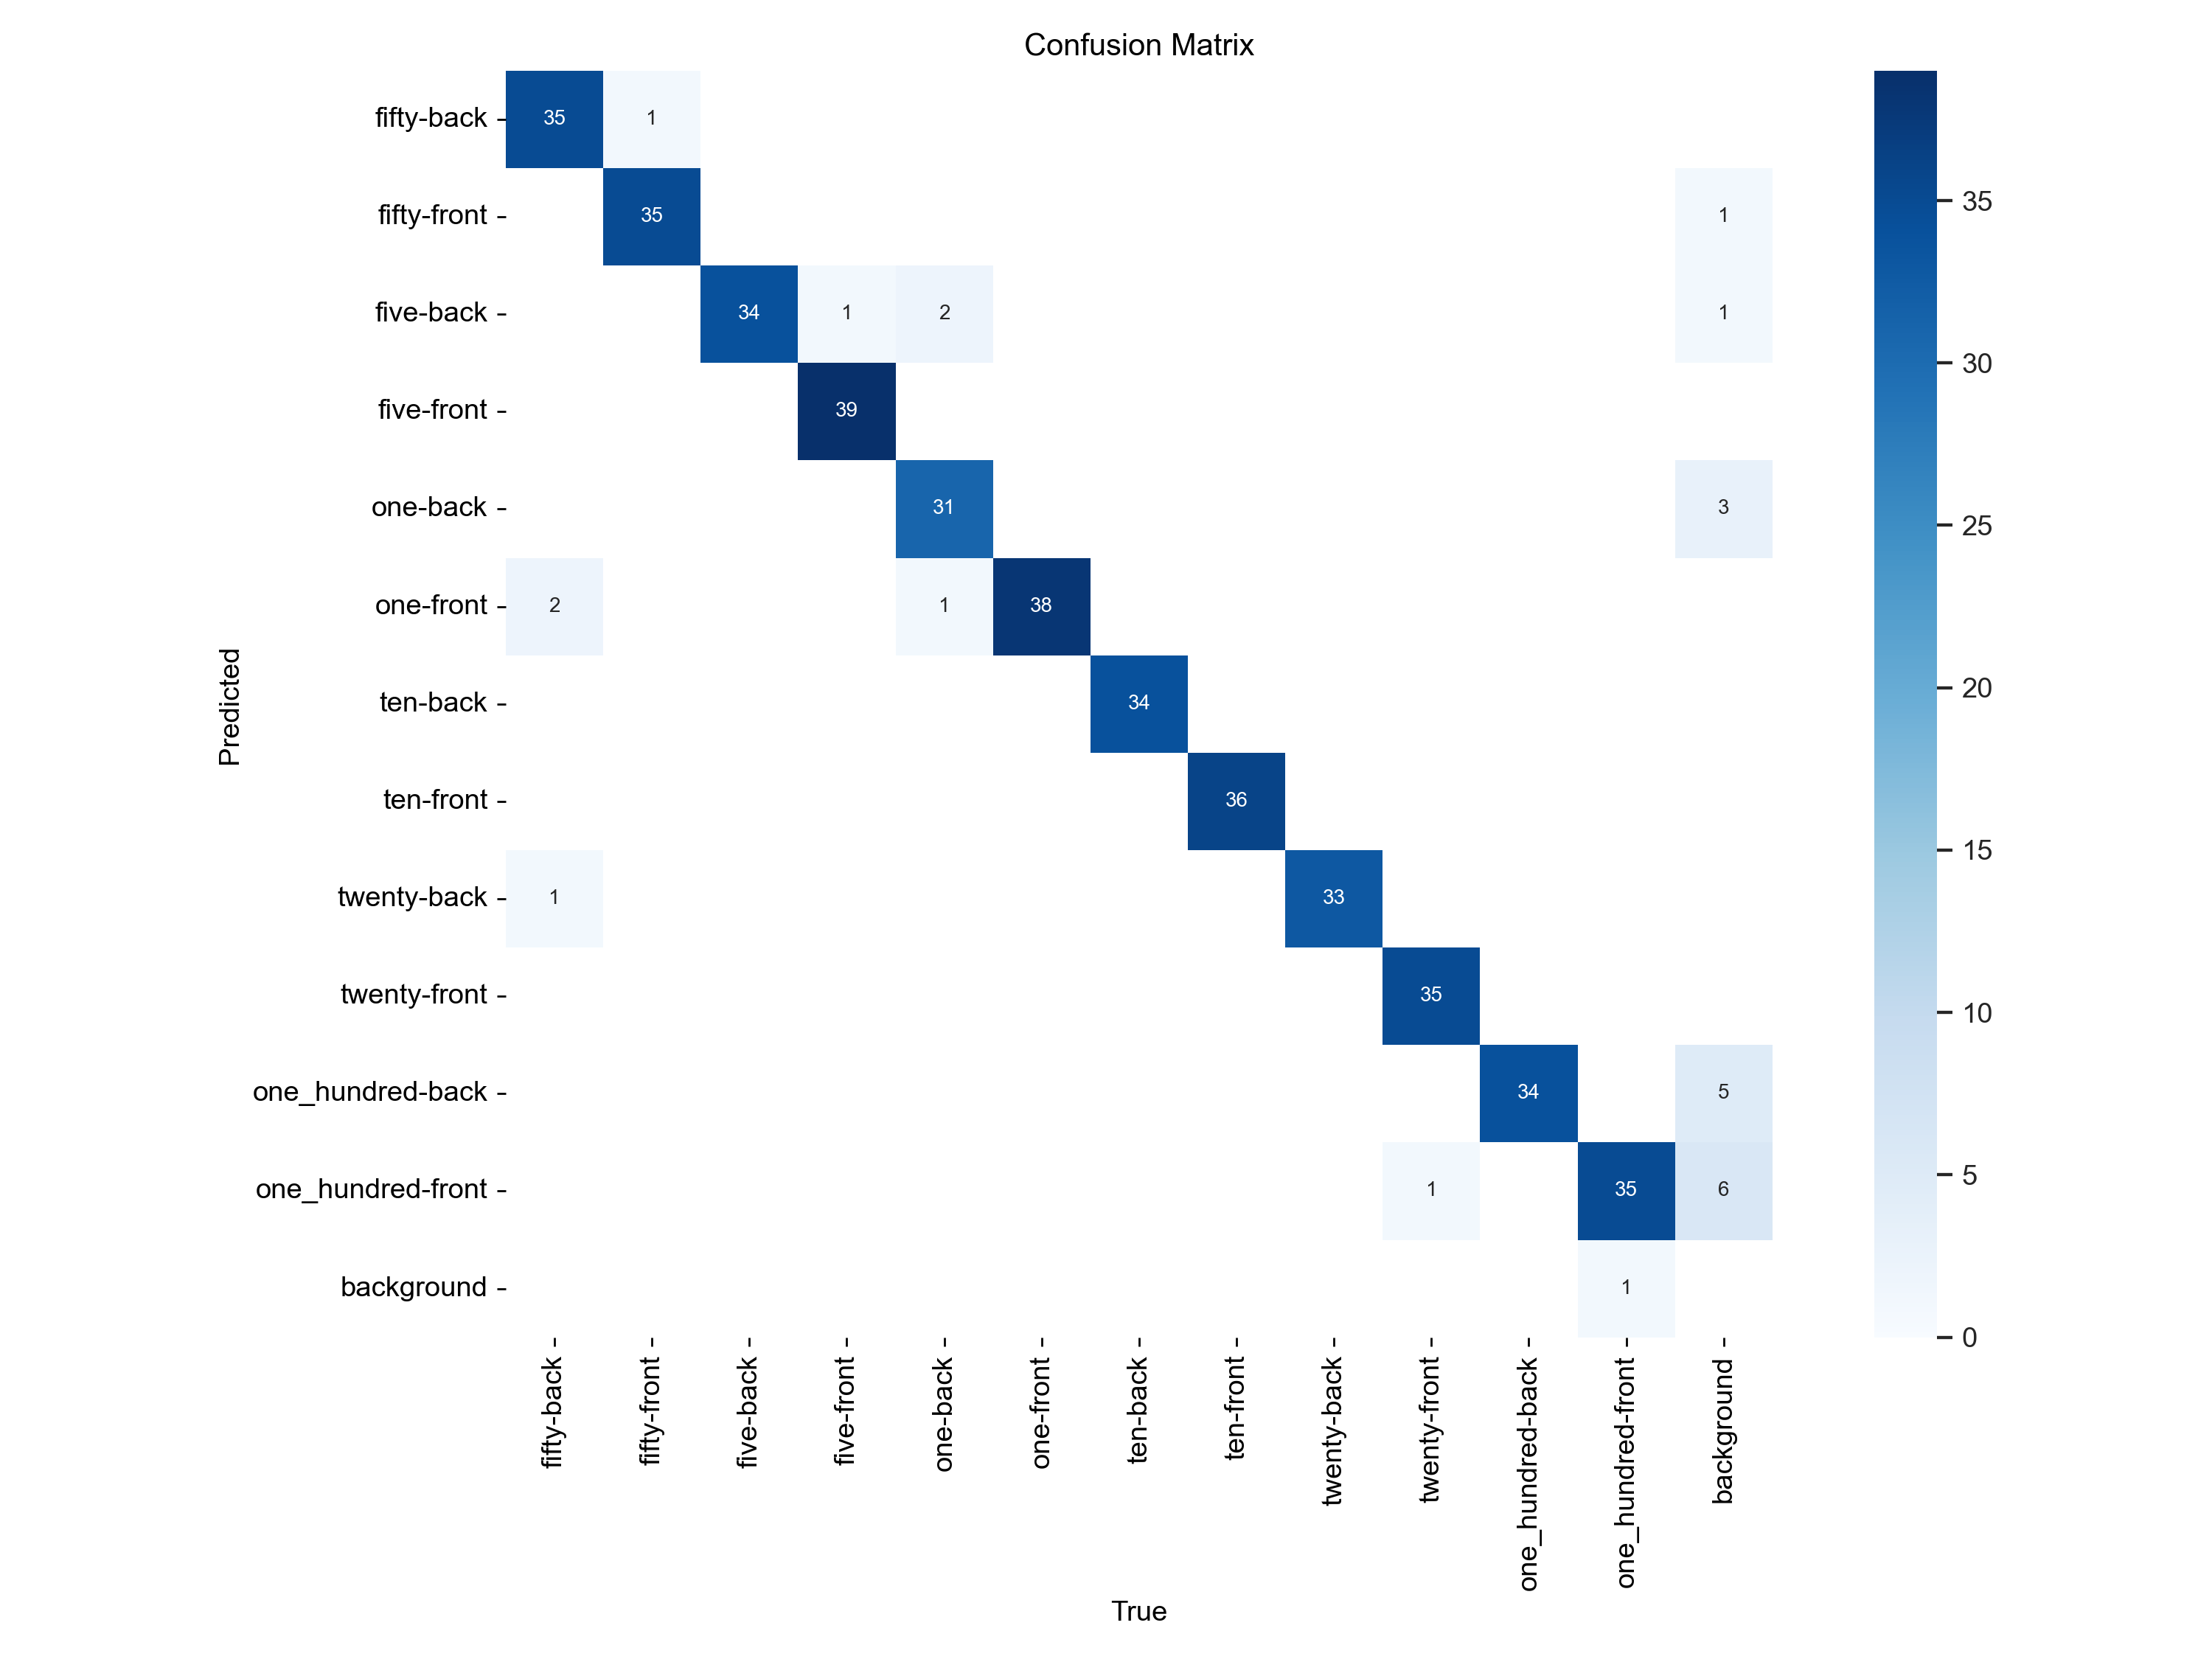 Confusion Matrix
fifty-back 35 1
fifty-front 35 1
five-back 34 1 2 1
five-front 39
one-back 31 3
one-front 2 1 38
ten-back 34
ten-front 36
twenty-back 1 33
twenty-front 35
one_hundred-back 34 5
one_hundred-front 1 35 6
background 1
Predicted
fifty-back
fifty-front
five-back
five-front
one-back
one-front
ten-back
ten-front
twenty-back
twenty-front
one_hundred-back
one_hundred-front
background
True
35
30
25
20
15
10
5
0